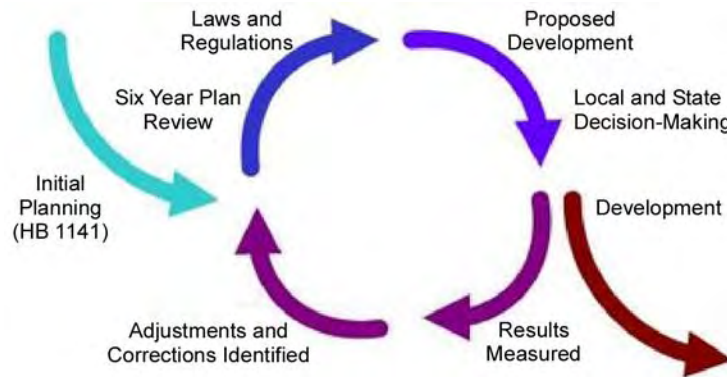 Laws and
Regulations
Proposed
Development
Six Year Plan
Review
Local and State
Decision-Making
Initial
Planning
(HB 1141)
Development
Adjustments and
Corrections Identified
Results
Measured